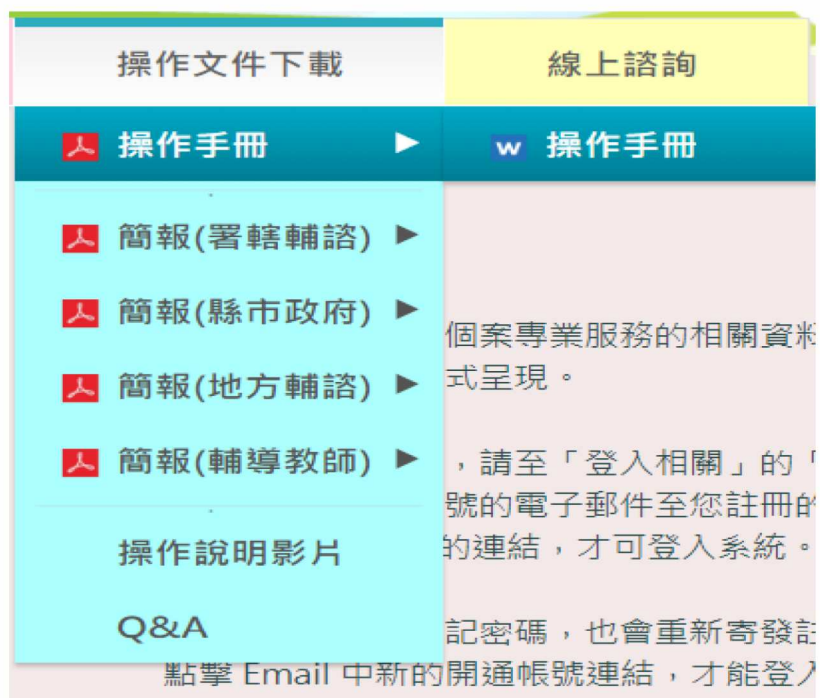 操作文件下載 線上諮詢
操作手冊 ▶ 操作手冊
簡報(署轄輔諮) ▶
簡報(縣市政府) ▶
個案專業服務的相關資料
簡報(地方輔諮) ▶
式呈現。
簡報(輔導教師) ▶
,請至「登入相關」的「
號的電子郵件至您註冊的
操作說明影片
的連結,才可登入系統。
Q&A
記密碼,也會重新寄發註
點擊 Email 中新的開通帳號連結,才能登入